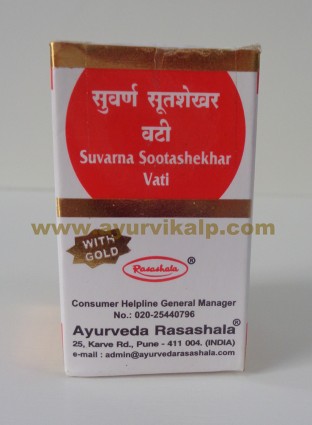 सुवर्ण सूतशेखर
वटी
Suvarna Sootashekhar
Vati
www.ayurvikalp.com
WITH
GOLD
Rasashala ®
Consumer Helpline General Manager
No.: 020-25440796
Ayurveda Rasashala®
25, Karve Rd., Pune - 411 004. (INDIA)
e-mail : admin@ayurvedarasashala.com